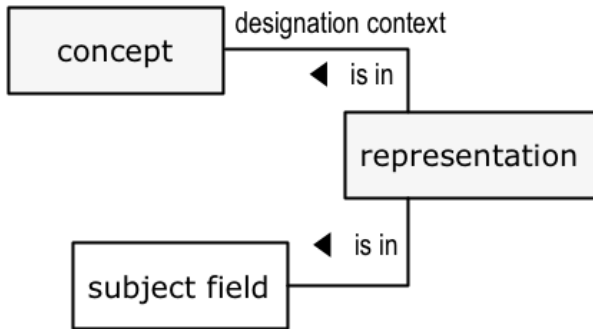 designation context
concept
◀ is in
representation
◀ is in
subject field